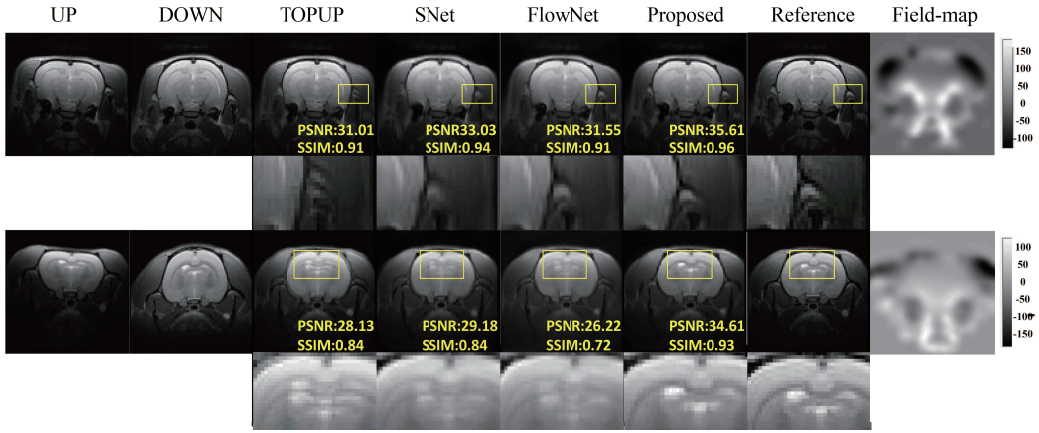 UP DOWN TOPUP SNet FlowNet Proposed Reference Field-map
150
100
50
0
-50
-100
PSNR:31.01 PSNR33.03 PSNR:31.55 PSNR:35.61
SSIM:0.91 SSIM:0.94 SSIM:0.91 SSIM:0.96
100
50
0
-50
-100
-150
PSNR:28.13 PSNR:29.18 PSNR:26.22 PSNR:34.61
SSIM:0.84 SSIM:0.84 SSIM:0.72 SSIM:0.93